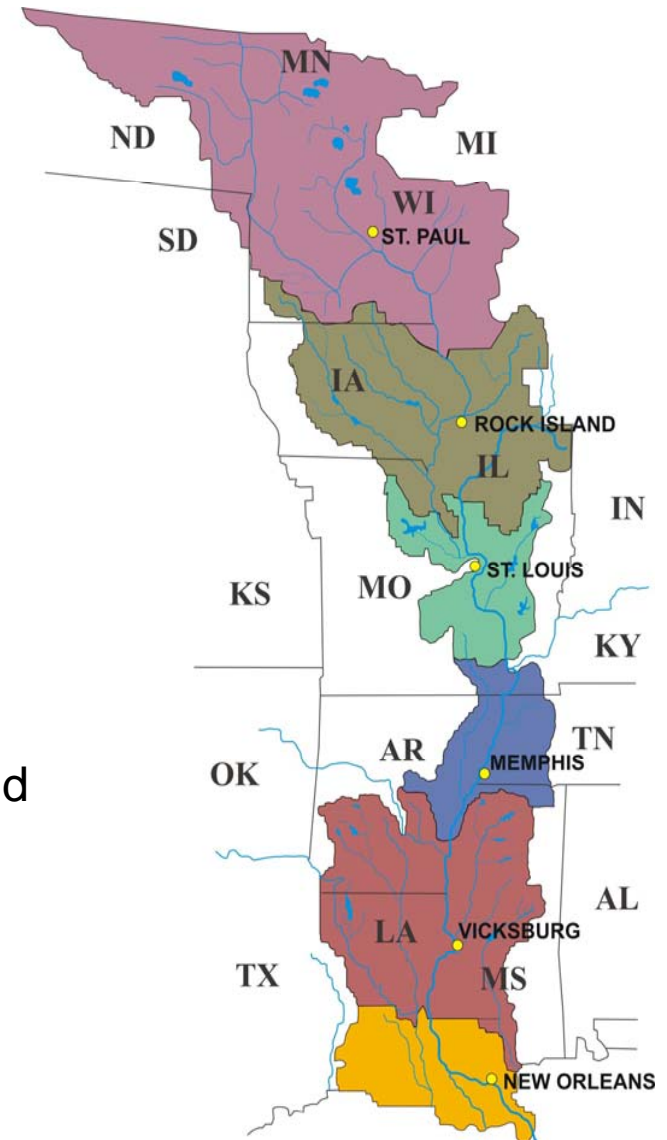 MN
ND
MI
WI
SD
ST. PAUL
IA
ROCK ISLAND
IL
IN
ST. LOUIS
KS
MO
KY
TN
AR
MEMPHIS
OK
d
AL
LA
VICKSBURG
TX
MS
NEW ORLEANS